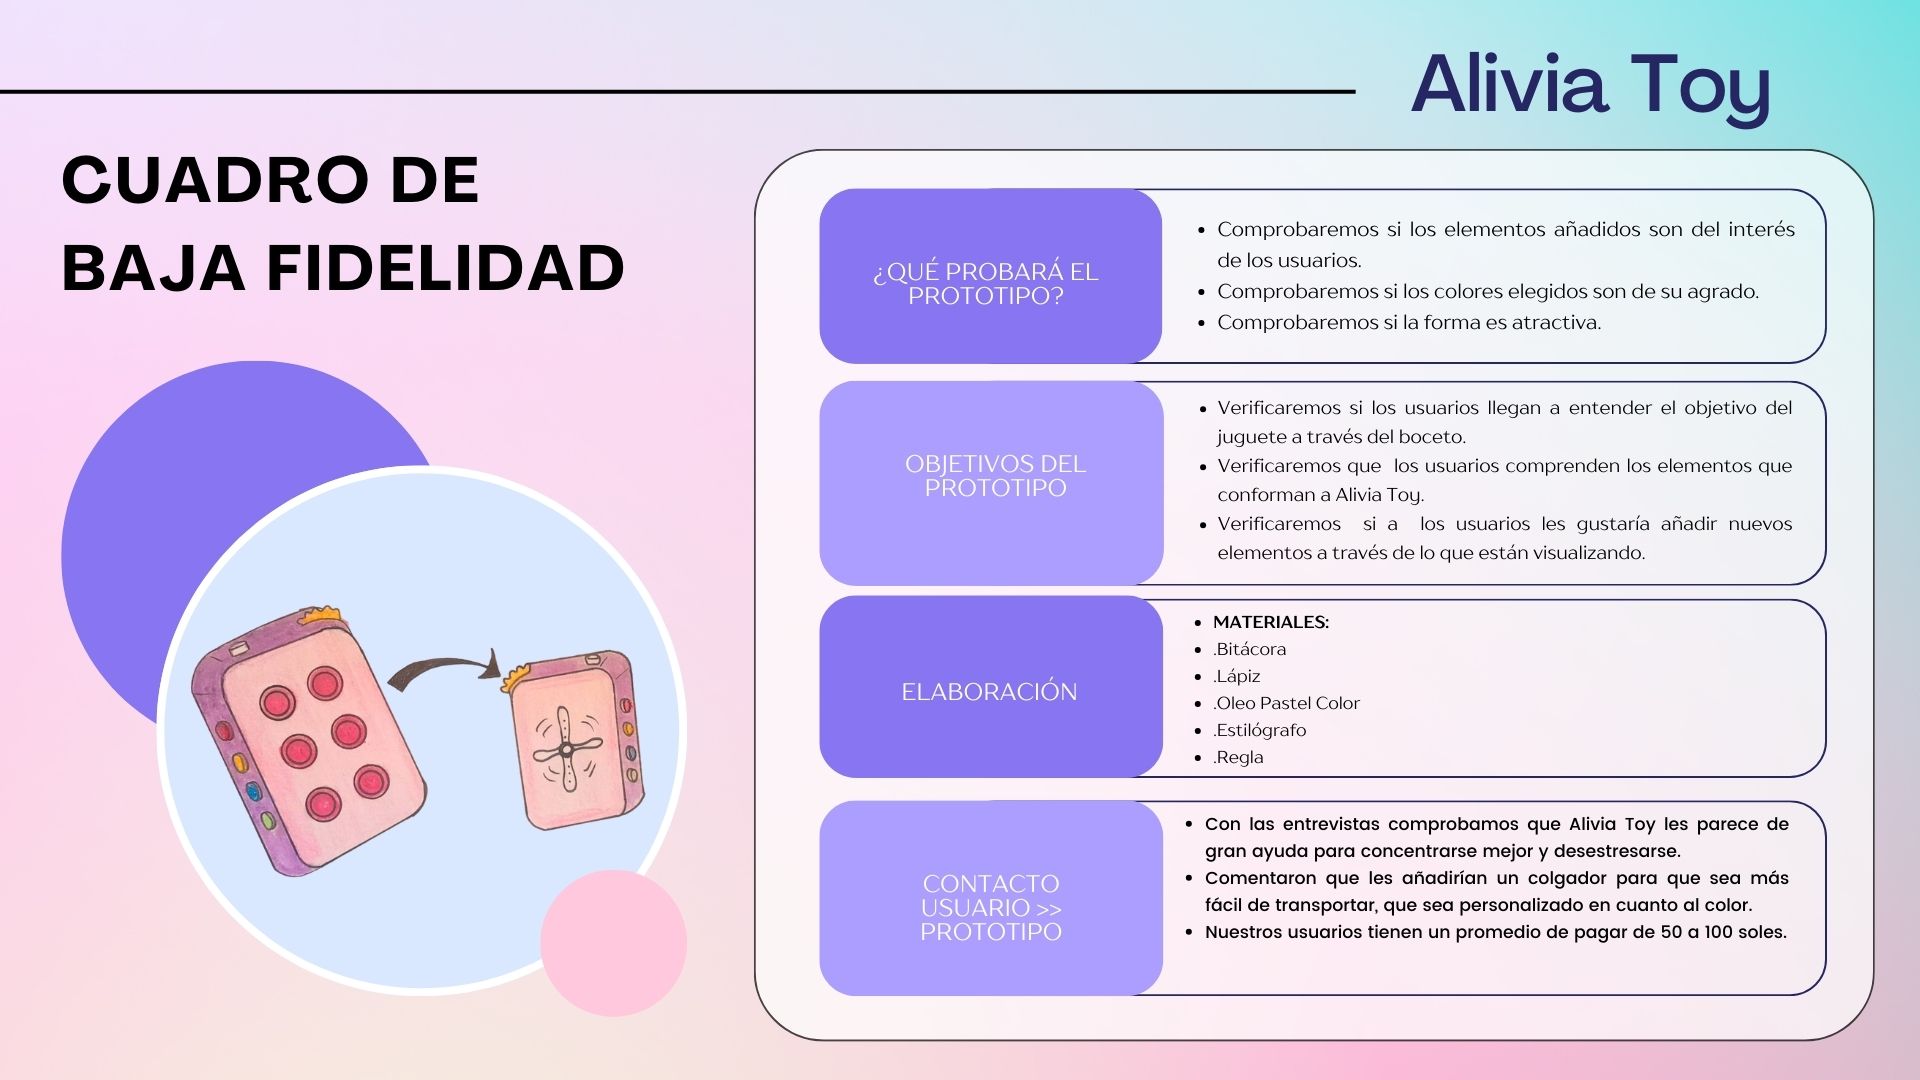 Alivia Toy
CUADRO DE
BAJA FIDELIDAD
¿QUÉ PROBARÁ EL
PROTOTIPO?
• Comprobaremos si los elementos añadidos son del interés
de los usuarios.
• Comprobaremos si los colores elegidos son de su agrado.
• Comprobaremos si la forma es atractiva.
OBJETIVOS DEL
PROTOTIPO
• Verificaremos si los usuarios llegan a entender el objetivo del
juguete a través del boceto.
• Verificaremos que los usuarios comprenden los elementos que
conforman a Alivia Toy.
• Verificaremos si a los usuarios les gustaría añadir nuevos
elementos a través de lo que están visualizando.
ELABORACIÓN
• MATERIALES:
• .Bitácora
• .Lápiz
• .Oleo Pastel Color
• .Estilógrafo
• .Regla
CONTACTO
USUARIO >>
PROTOTIPO
• Con las entrevistas comprobamos que Alivia Toy les parece de
gran ayuda para concentrarse mejor y desestresarse.
• Comentaron que les añadirían un colgador para que sea más
fácil de transportar, que sea personalizado en cuanto al color.
• Nuestros usuarios tienen un promedio de pagar de 50 a 100 soles.